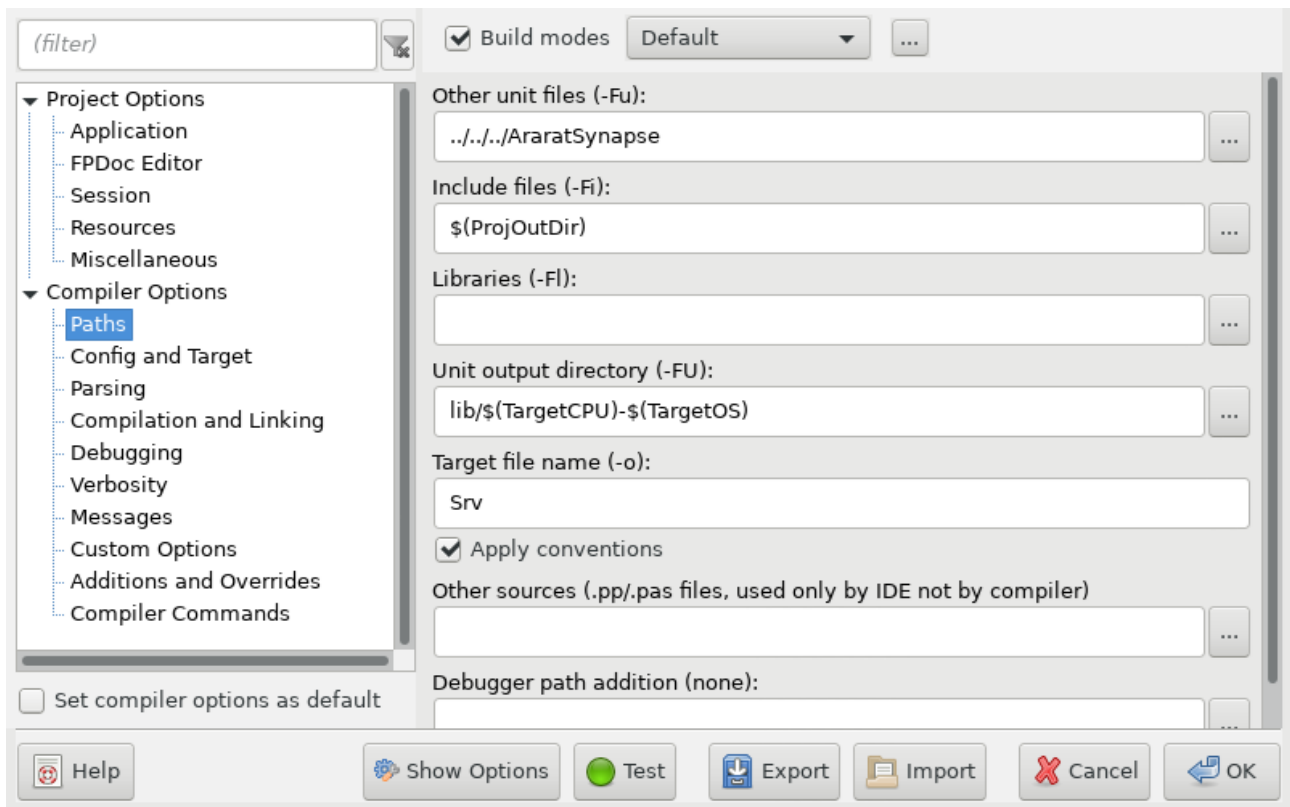 (filter)
Build modes
Default
...
Project Options
Application
FPDoc Editor
Session
Resources
Miscellaneous
Compiler Options
Paths
Config and Target
Parsing
Compilation and Linking
Debugging
Verbosity
Messages
Custom Options
Additions and Overrides
Compiler Commands
Set compiler options as default
Other unit files (-Fu):
../../../AraratSynapse
...
Include files (-Fi):
$(ProjOutDir)
...
Libraries (-Fl):
...
Unit output directory (-FU):
lib/$(TargetCPU)-$(TargetOS)
...
Target file name (-o):
Srv
Apply conventions
Other sources (.pp/.pas files, used only by IDE not by compiler)
...
Debugger path addition (none):
...
Help
Show Options
Test
Export
Import
Cancel
OK